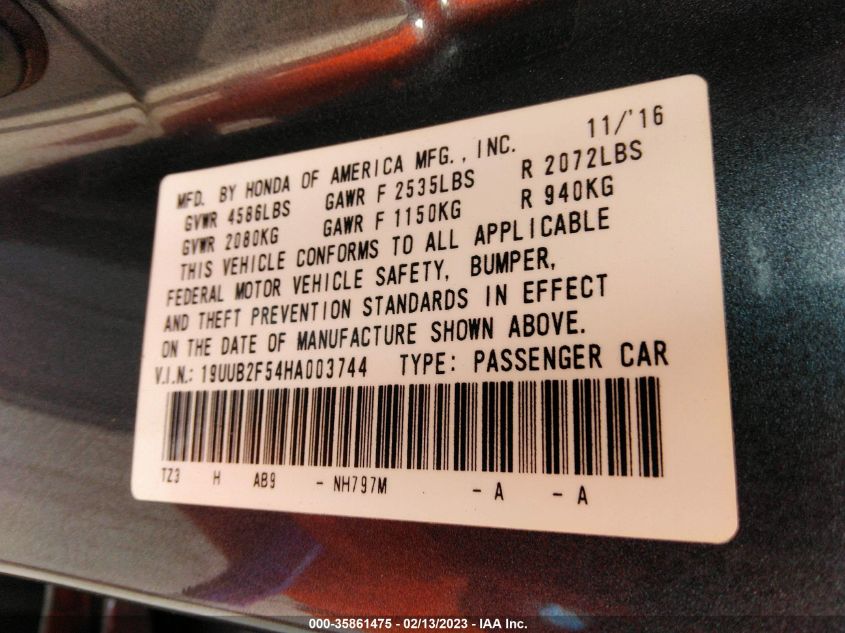 11/'16
MFD. BY HONDA OF AMERICA MFG., INC.
GVWR 4586LBS GAWR F 2535LBS R 2072LBS
GVWR 2080KG GAWR F 1150KG R 940KG
THIS VEHICLE CONFORMS TO ALL APPLICABLE
FEDERAL MOTOR VEHICLE SAFETY, BUMPER,
AND THEFT PREVENTION STANDARDS IN EFFECT
ON THE DATE OF MANUFACTURE SHOWN ABOVE.
V.I.N.: 19UUB2F54HA003744 TYPE: PASSENGER CAR
TZ3 H AB9 - NH797M - A - A
000-35861475 - 02/13/2023 - IAA Inc.